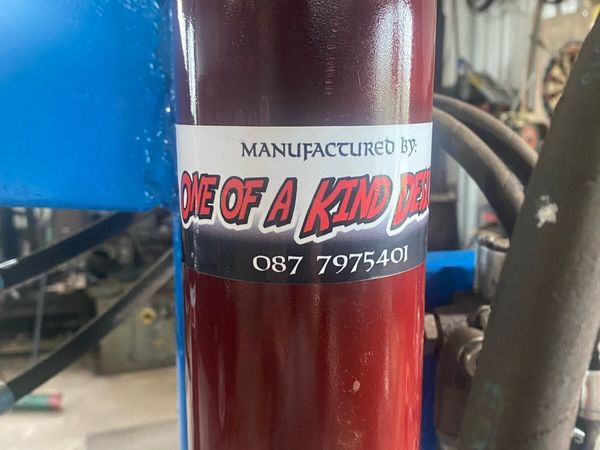 Manufactured by:
One of a Kind
087 7975401